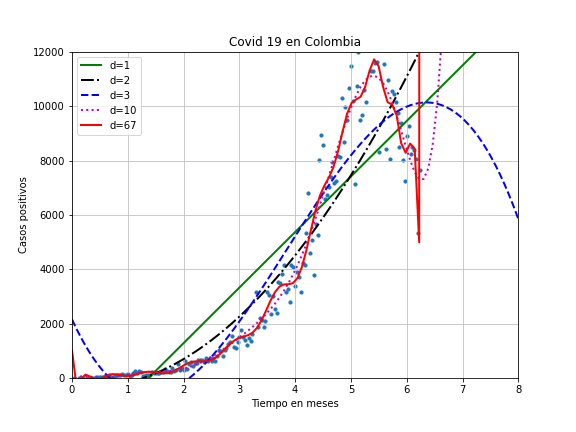 Covid 19 en Colombia
Casos positivos
12000
10000
8000
6000
4000
2000
0
d=1
d=2
d=3
d=10
d=67
0 1 2 3 4 5 6 7 8
Tiempo en meses